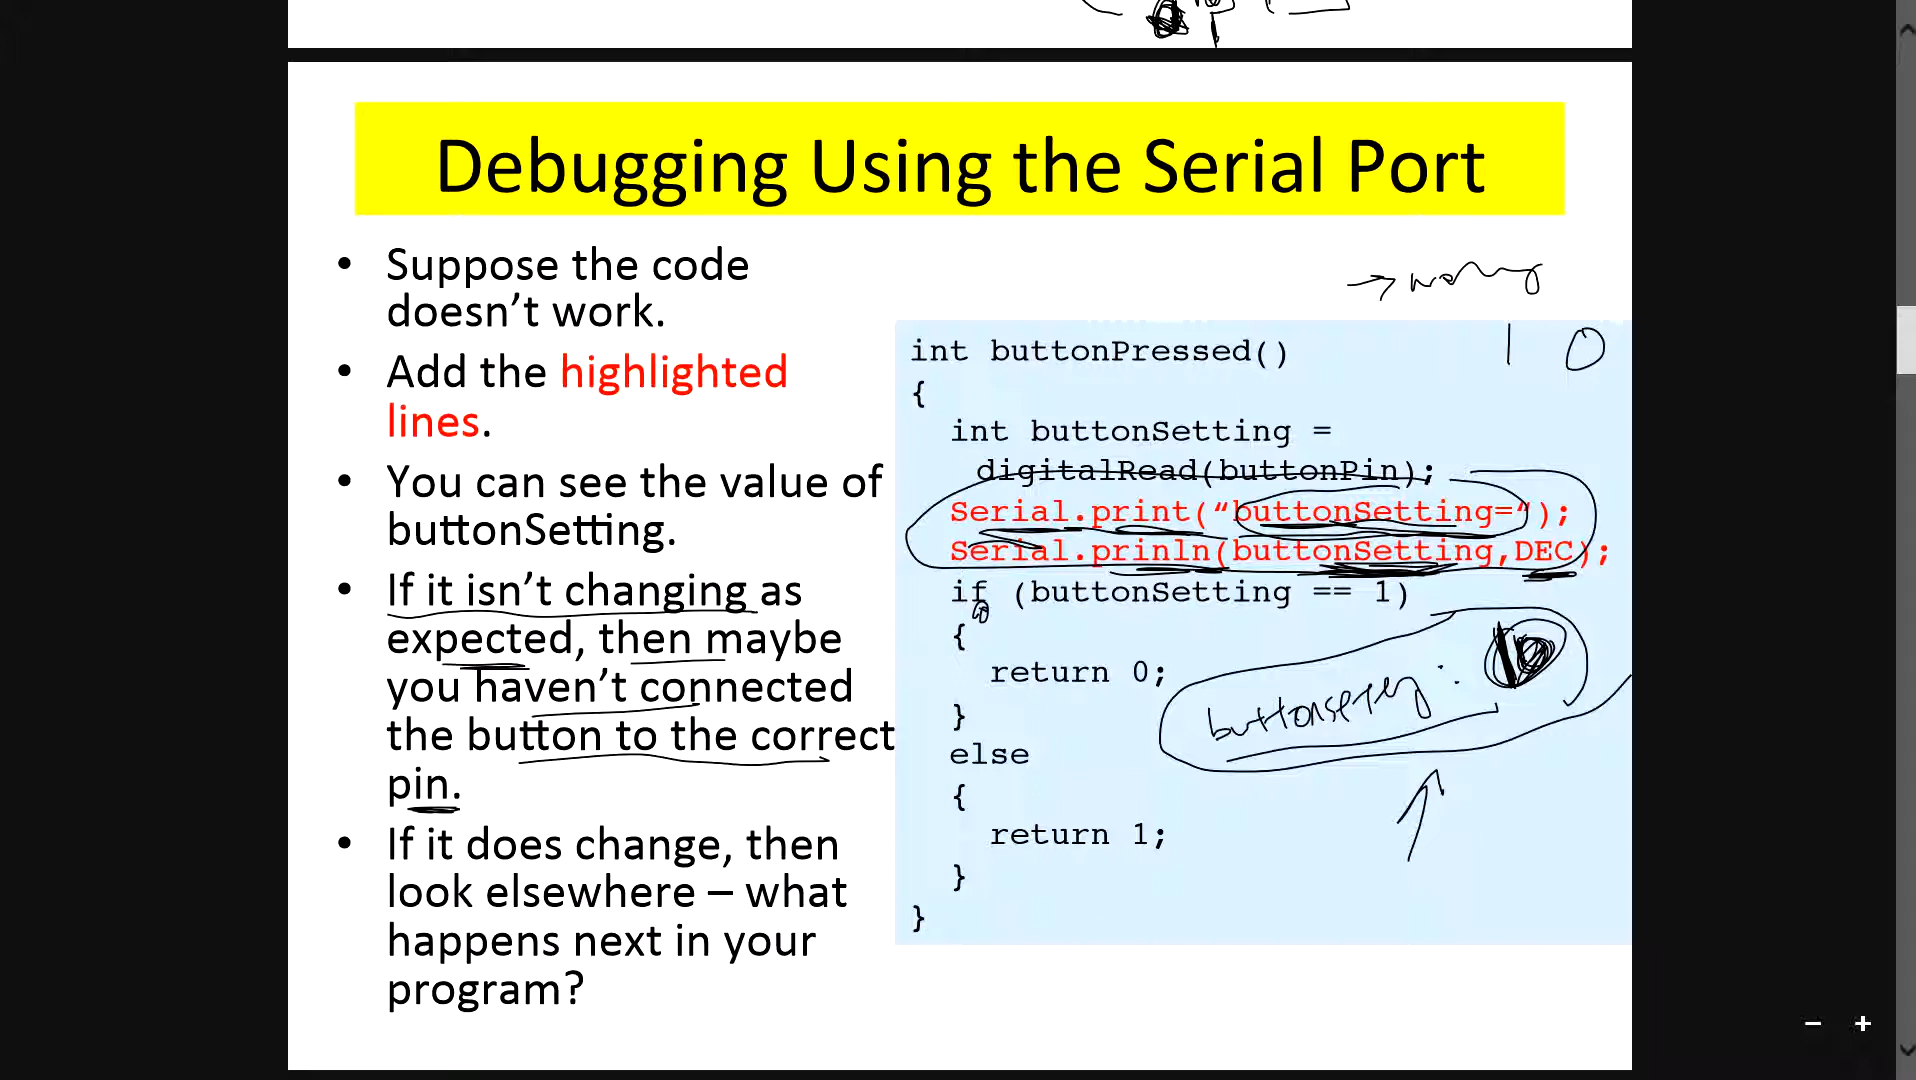 Debugging Using the Serial Port
• Suppose the code
doesn’t work.
• Add the highlighted
lines.
• You can see the value of
buttonSetting.
• If it isn’t changing as
expected, then maybe
you haven’t connected
the button to the correct
pin.
• If it does change, then
look elsewhere – what
happens next in your
program?
1 0
int buttonPressed()
{
int buttonSetting =
digitalRead(buttonPin);
Serial.print(“buttonSetting=“);
Serial.prinln(buttonSetting,DEC);
if (buttonSetting == 1)
{
return 0;
}
else
{
return 1;
}
}
− +